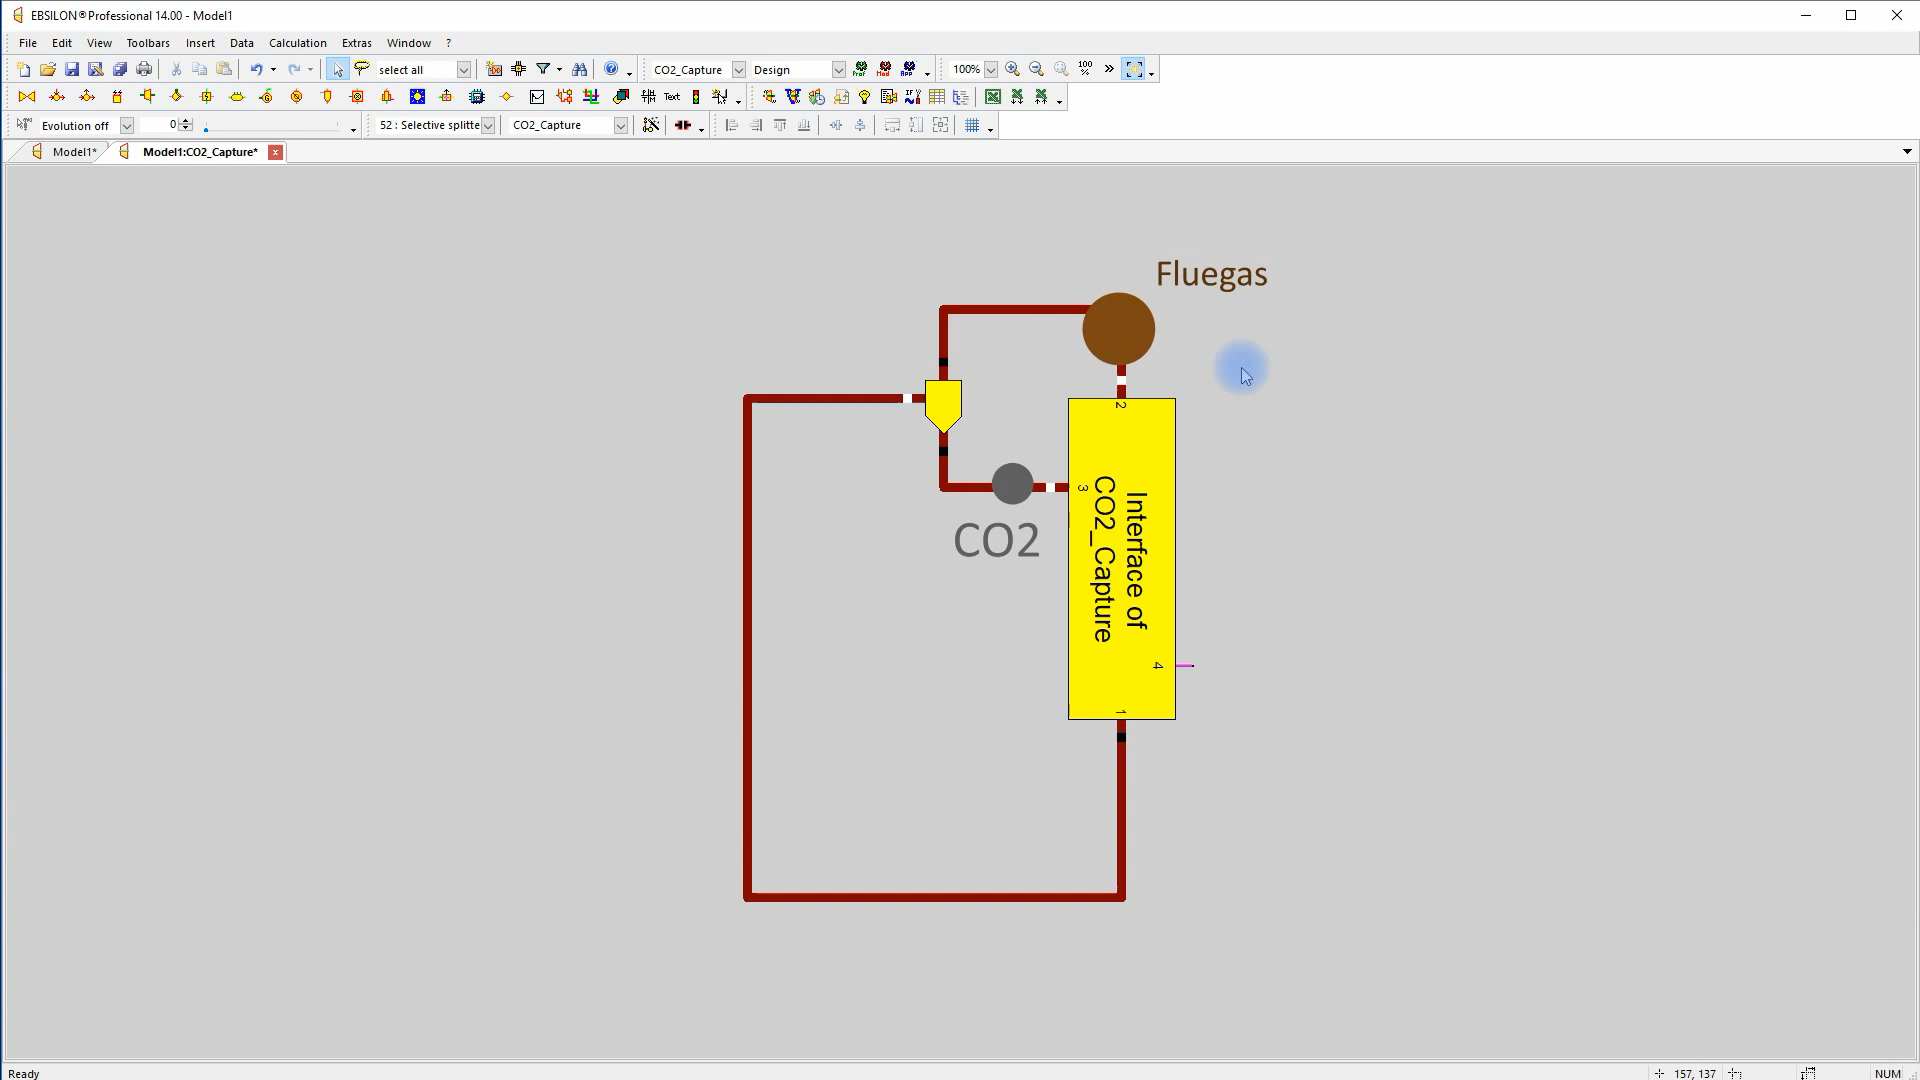 EBSILON®Professional 14.00 - Model1
File Edit View Toolbars Insert Data Calculation Extras Window ?
select all CO2_Capture Design 100% 100 %
Text
Evolution off 0 52 : Selective splitte CO2_Capture
Model1* Model1:CO2_Capture*
Fluegas
2
3
CO2
Interface of
CO2_Capture
4
1
Ready 157, 137 NUM